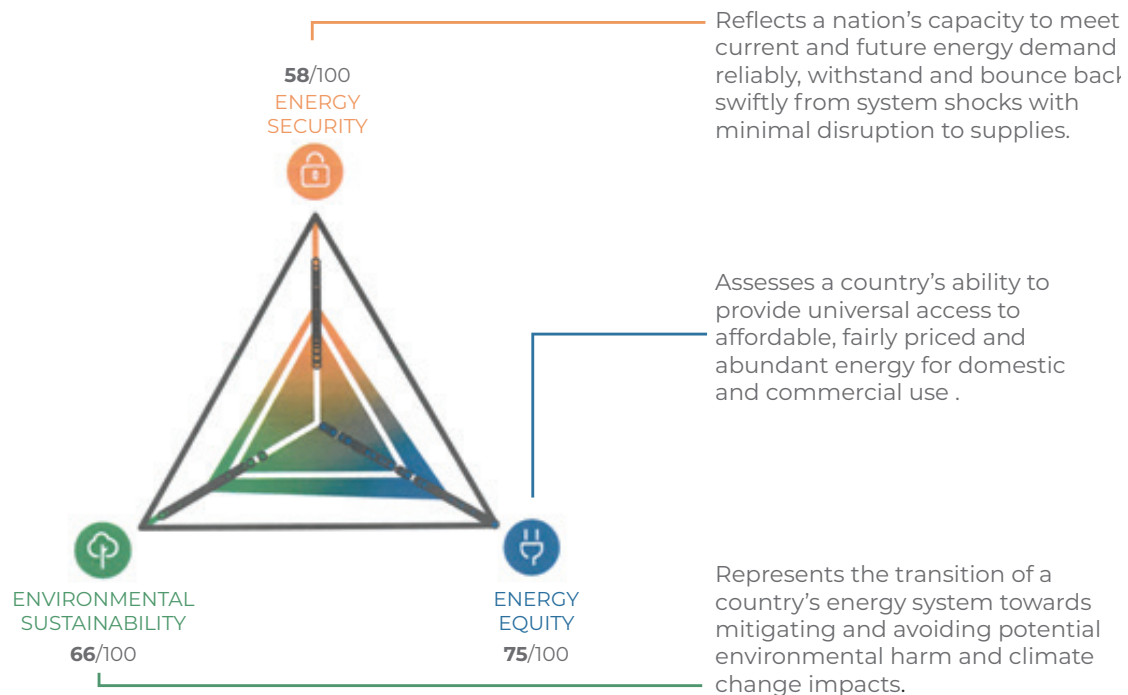 Reflects a nation's capacity to meet
current and future energy demand
reliably, withstand and bounce back
swiftly from system shocks with
minimal disruption to supplies.
58/100
ENERGY
SECURITY
Assesses a country's ability to
provide universal access to
affordable, fairly priced and
abundant energy for domestic
and commercial use .
ENVIRONMENTAL
SUSTAINABILITY
66/100
ENERGY
EQUITY
75/100
Represents the transition of a
country's energy system towards
mitigating and avoiding potential
environmental harm and climate
change impacts.